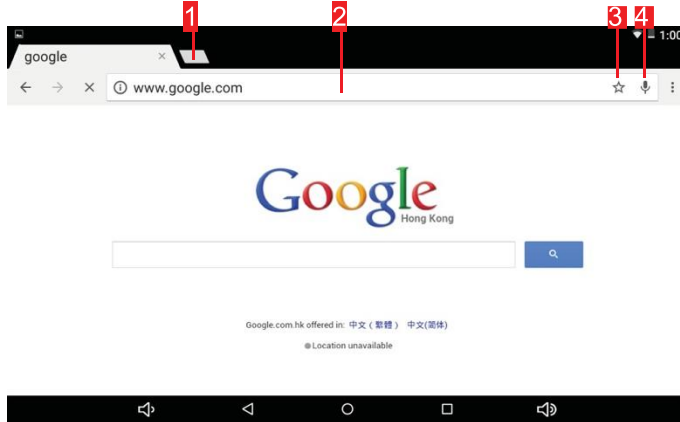 1 2 3 4
1:00
google
www.google.com
Google
Hong Kong
Google.com.hk offered in: 中文 ( 繁體 ) 中文(简体)
Location unavailable